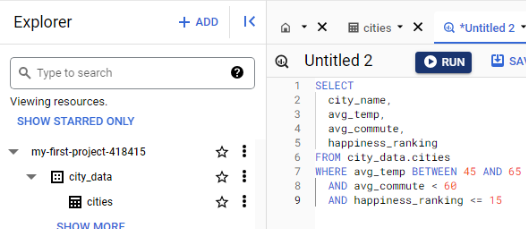 Explorer
+ ADD
Type to search
Viewing resources.
SHOW STARRED ONLY
my-first-project-418415
city_data
cities
SHOW MORE
cities
*Untitled 2
Untitled 2
RUN
SAV
1 SELECT
2 city_name,
3 avg_temp,
4 avg_commute,
5 happiness_ranking
6 FROM city_data.cities
7 WHERE avg_temp BETWEEN 45 AND 65
8 AND avg_commute < 60
9 AND happiness_ranking <= 15